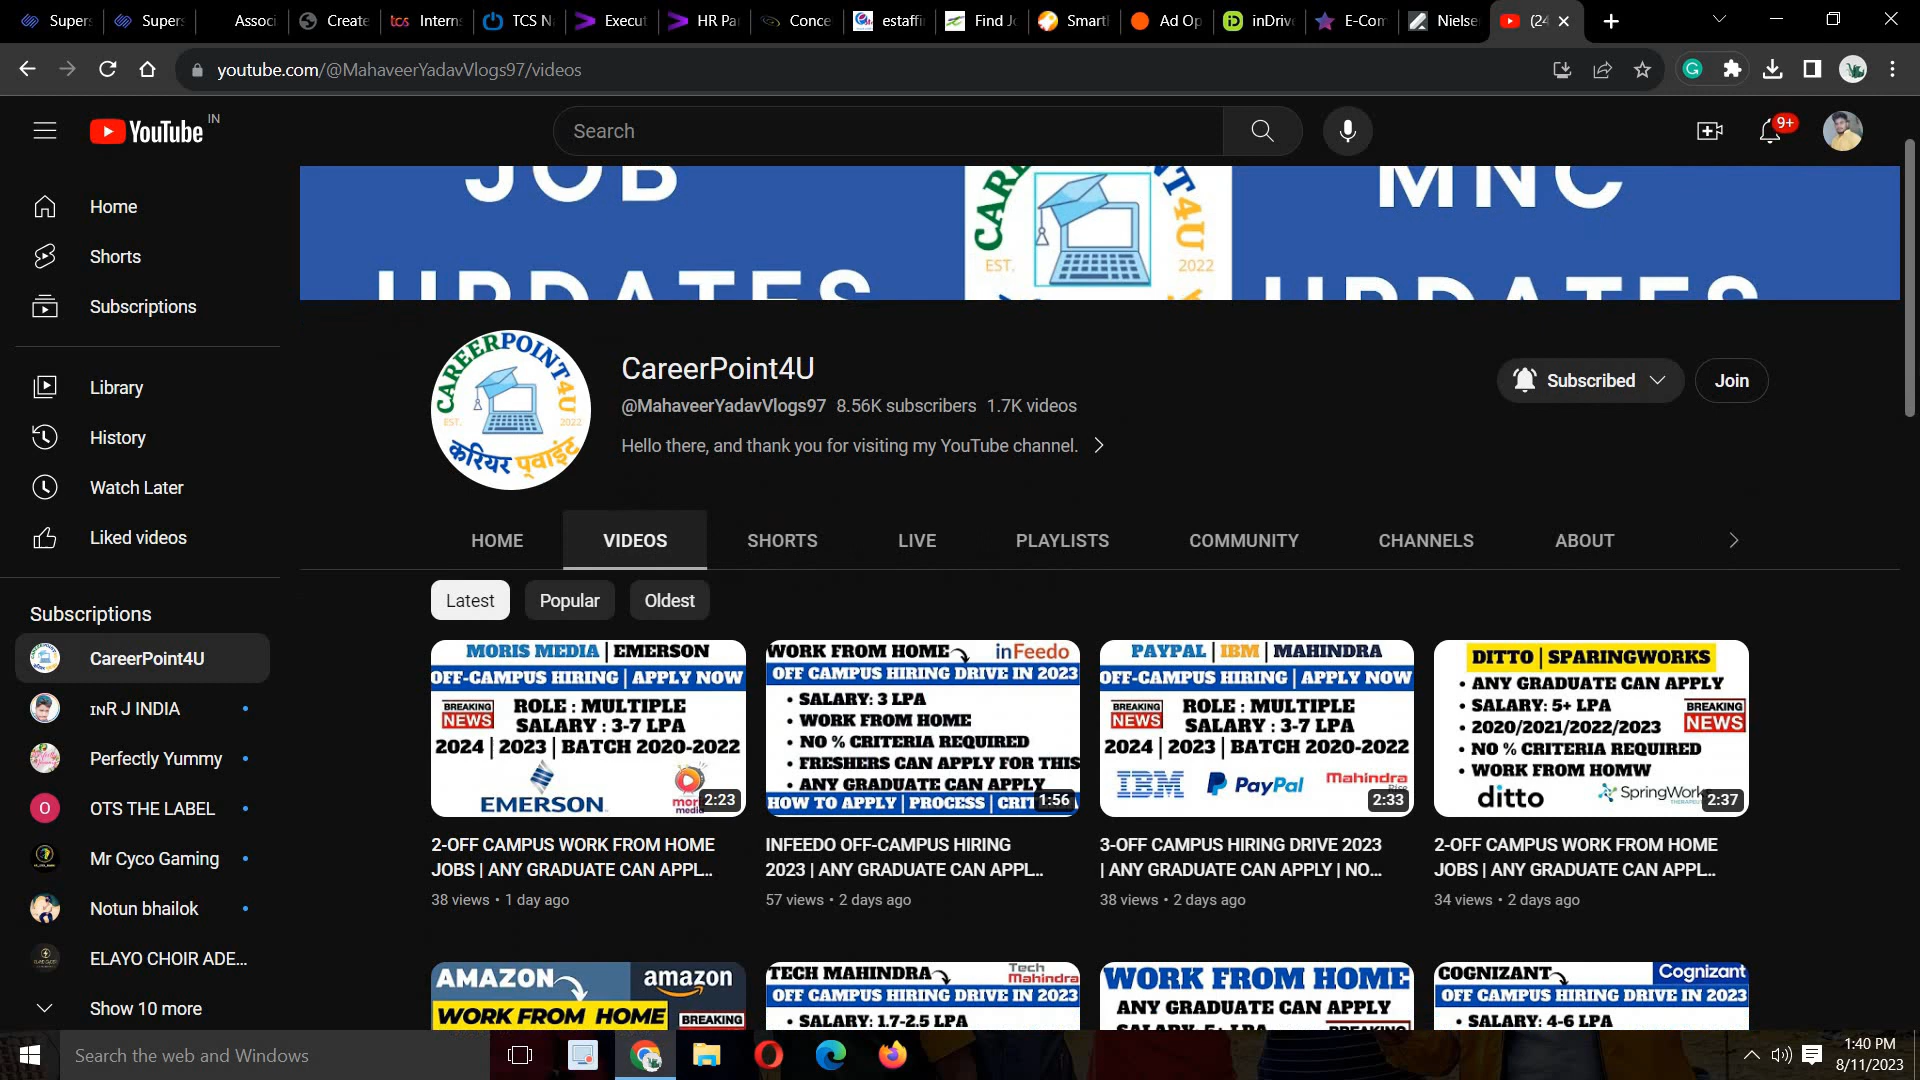 Supers
Supers
Associ
Create
tcs Intern
TCS N
Execut
HR Par
Conce
estaffi
Find Jo
Smart
Ad Op
inDriv
E-Com
Nielse
(24
youtube.com/@MahaveerYadavVlogs97/videos
YouTube IN
Search
9+
Home
Shorts
Subscriptions
Library
History
Watch Later
Liked videos
Subscriptions
CareerPoint4U
ɪɴR J INDIA
Perfectly Yummy
O OTS THE LABEL
Mr Cyco Gaming
Notun bhailok
ELAYO CHOIR ADE...
Show 10 more
JOB
UPDATES
CAREER 4U
EST. 2022
MNC
UPDATES
CAREERPOINT4U
EST. 2022
करियर प्वाइंट
CareerPoint4U
@MahaveerYadavVlogs97 8.56K subscribers 1.7K videos
Hello there, and thank you for visiting my YouTube channel.
Subscribed
Join
HOME VIDEOS SHORTS LIVE PLAYLISTS COMMUNITY CHANNELS ABOUT
Latest Popular Oldest
MORIS MEDIA | EMERSON
OFF-CAMPUS HIRING | APPLY NOW
BREAKING NEWS
ROLE : MULTIPLE
SALARY : 3-7 LPA
2024 | 2023 | BATCH 2020-2022
EMERSON
mori media
2:23
2-OFF CAMPUS WORK FROM HOME
JOBS | ANY GRADUATE CAN APPL...
38 views • 1 day ago
WORK FROM HOME inFeedo
OFF CAMPUS HIRING DRIVE IN 2023
• SALARY: 3 LPA
• WORK FROM HOME
• NO % CRITERIA REQUIRED
• FRESHERS CAN APPLY FOR THIS
• ANY GRADUATE CAN APPLY
HOW TO APPLY | PROCESS | CRIT
1:56
INFEEDO OFF-CAMPUS HIRING
2023 | ANY GRADUATE CAN APPL...
57 views • 2 days ago
PAYPAL | IBM | MAHINDRA
OFF-CAMPUS HIRING | APPLY NOW
BREAKING NEWS
ROLE : MULTIPLE
SALARY : 3-7 LPA
2024 | 2023 | BATCH 2020-2022
IBM PayPal Mahindra
Rise
2:33
3-OFF CAMPUS HIRING DRIVE 2023
| ANY GRADUATE CAN APPLY | NO...
38 views • 2 days ago
DITTO | SPARINGWORKS
• ANY GRADUATE CAN APPLY
• SALARY: 5+ LPA
• 2020/2021/2022/2023
• NO % CRITERIA REQUIRED
• WORK FROM HOMW
BREAKING NEWS
ditto SpringWork
2:37
2-OFF CAMPUS WORK FROM HOME
JOBS | ANY GRADUATE CAN APPL...
34 views • 2 days ago
AMAZON amazon
WORK FROM HOME BREAKING
TECH MAHINDRA Tech Mahindra
OFF CAMPUS HIRING DRIVE IN 2023
• SALARY: 1.7-2.5 LPA
WORK FROM HOME
ANY GRADUATE CAN APPLY
SALARY: 5+ LPA
BREAKING
COGNIZANT Cognizant
OFF CAMPUS HIRING DRIVE IN 2023
• SALARY: 4-6 LPA
Search the web and Windows
1:40 PM
8/11/2023